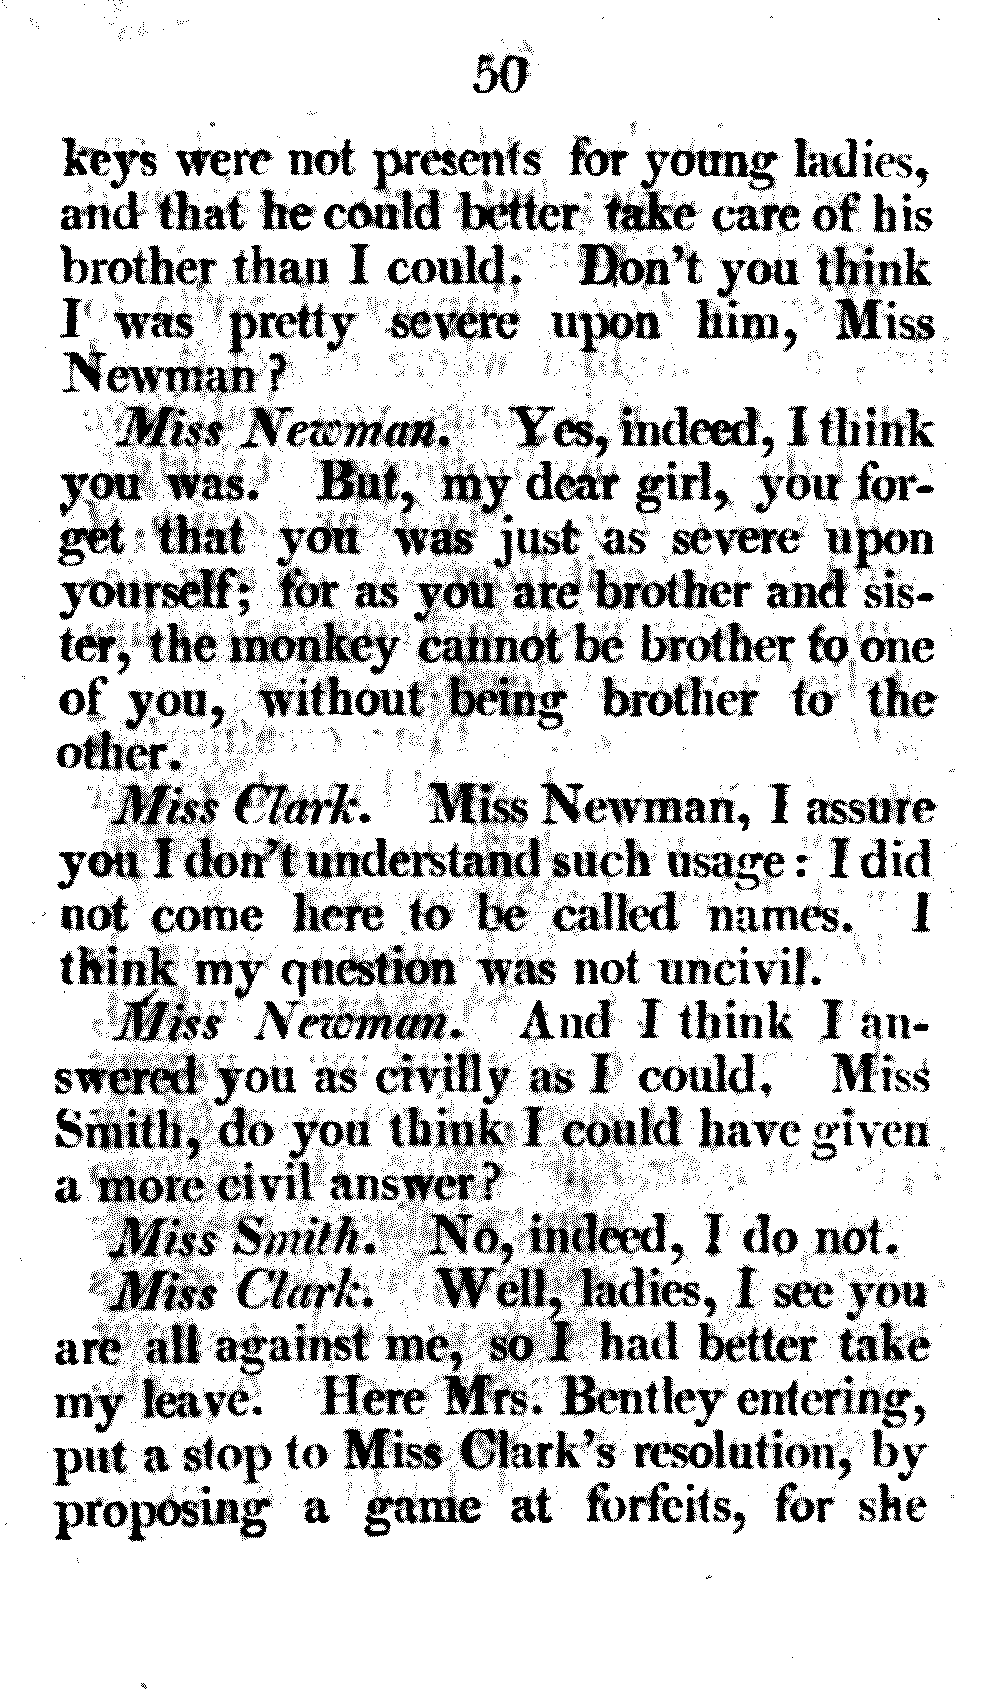 50
keys were not presents for young ladies,
and that he could better take care of his
brother than I could. Don't you think
I was pretty severe upon him, Miss
Newman?
Miss Newman. Yes, indeed, I think
you was. But, my dear girl, you for-
get that you was just as severe upon
yourself; for as you are brother and sis-
ter, the monkey cannot be brother to one
of you, without being brother to the
other.
Miss Clark. Miss Newman, I assure
you I don't understand such usage: I did
not come here to be called names. I
think my question was not uncivil.
Miss Newman. And I think I an-
swered you as civilly as I could. Miss
Smith, do you think I could have given
a more civil answer?
Miss Smith. No, indeed, I do not.
Miss Clark. Well, ladies, I see you
are all against me, so I had better take
my leave. Here Mrs. Bentley entering,
put a stop to Miss Clark's resolution, by
proposing a game at forfeits, for she